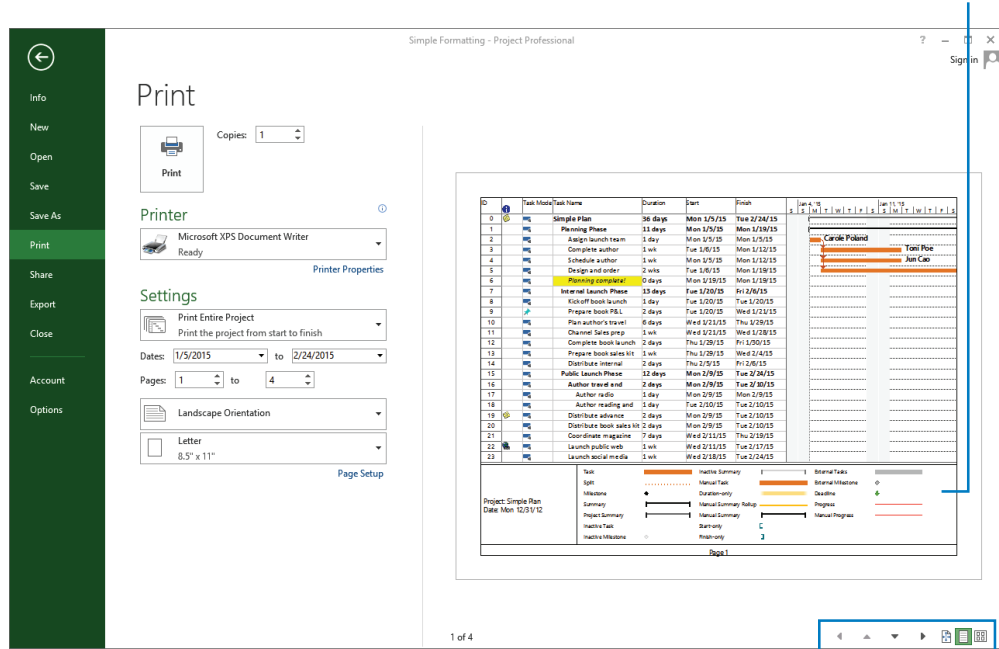 Simple Formatting - Project Professional
?
Sign in
Info
New
Open
Save
Save As
Print
Share
Export
Close
Account
Options
Print
Print
Copies: 1
Printer
Microsoft XPS Document Writer
Ready
Printer Properties
Settings
Print Entire Project
Print the project from start to finish
Dates: 1/5/2015 to 2/24/2015
Pages: 1 to 4
Landscape Orientation
Letter
8.5" x 11"
Page Setup
Jan 4, '15 Jan 11, '15
ID Task Mode Task Name Duration Start Finish S S M T W T F S S M T W T F S
0 Simple Plan 36 days Mon 1/5/15 Tue 2/24/15
1 Planning Phase 11 days Mon 1/5/15 Mon 1/19/15
2 Assign launch team 1 day Mon 1/5/15 Mon 1/5/15 Carole Poland
3 Complete author 1 wk Tue 1/6/15 Mon 1/12/15 Toni Poe
4 Schedule author 1 wk Mon 1/5/15 Mon 1/12/15 Jun Cao
5 Design and order 2 wks Tue 1/6/15 Mon 1/19/15
6 Planning complete! 0 days Mon 1/19/15 Mon 1/19/15
7 Internal Launch Phase 13 days Tue 1/20/15 Fri 2/6/15
8 Kickoff book launch 1 day Tue 1/20/15 Tue 1/20/15
9 Prepare book P&L 2 days Tue 1/20/15 Wed 1/21/15
10 Plan author's travel 6 days Wed 1/21/15 Thu 1/29/15
11 Channel Sales prep 1 wk Wed 1/21/15 Wed 1/28/15
12 Complete book launch 2 days Thu 1/29/15 Fri 1/30/15
13 Prepare book sales kit 1 wk Thu 1/29/15 Wed 2/4/15
14 Distribute internal 2 days Thu 2/5/15 Fri 2/6/15
15 Public Launch Phase 12 days Mon 2/9/15 Tue 2/24/15
16 Author travel and 2 days Mon 2/9/15 Tue 2/10/15
17 Author radio 1 day Mon 2/9/15 Mon 2/9/15
18 Author reading and 1 day Tue 2/10/15 Tue 2/10/15
19 Distribute advance 2 days Mon 2/9/15 Tue 2/10/15
20 Distribute book sales kit 2 days Mon 2/9/15 Tue 2/10/15
21 Coordinate magazine 7 days Wed 2/11/15 Thu 2/19/15
22 Launch public web 1 wk Wed 2/11/15 Tue 2/17/15
23 Launch social media 1 wk Wed 2/18/15 Tue 2/24/15
Project: Simple Plan
Date: Mon 12/31/12
Task Inactive Summary External Tasks
Split Manual Task External Milestone
Milestone Duration-only Deadline
Summary Manual Summary Rollup Progress
Project Summary Manual Summary Manual Progress
Inactive Task Start-only
Inactive Milestone Finish-only
Page 1
1 of 4